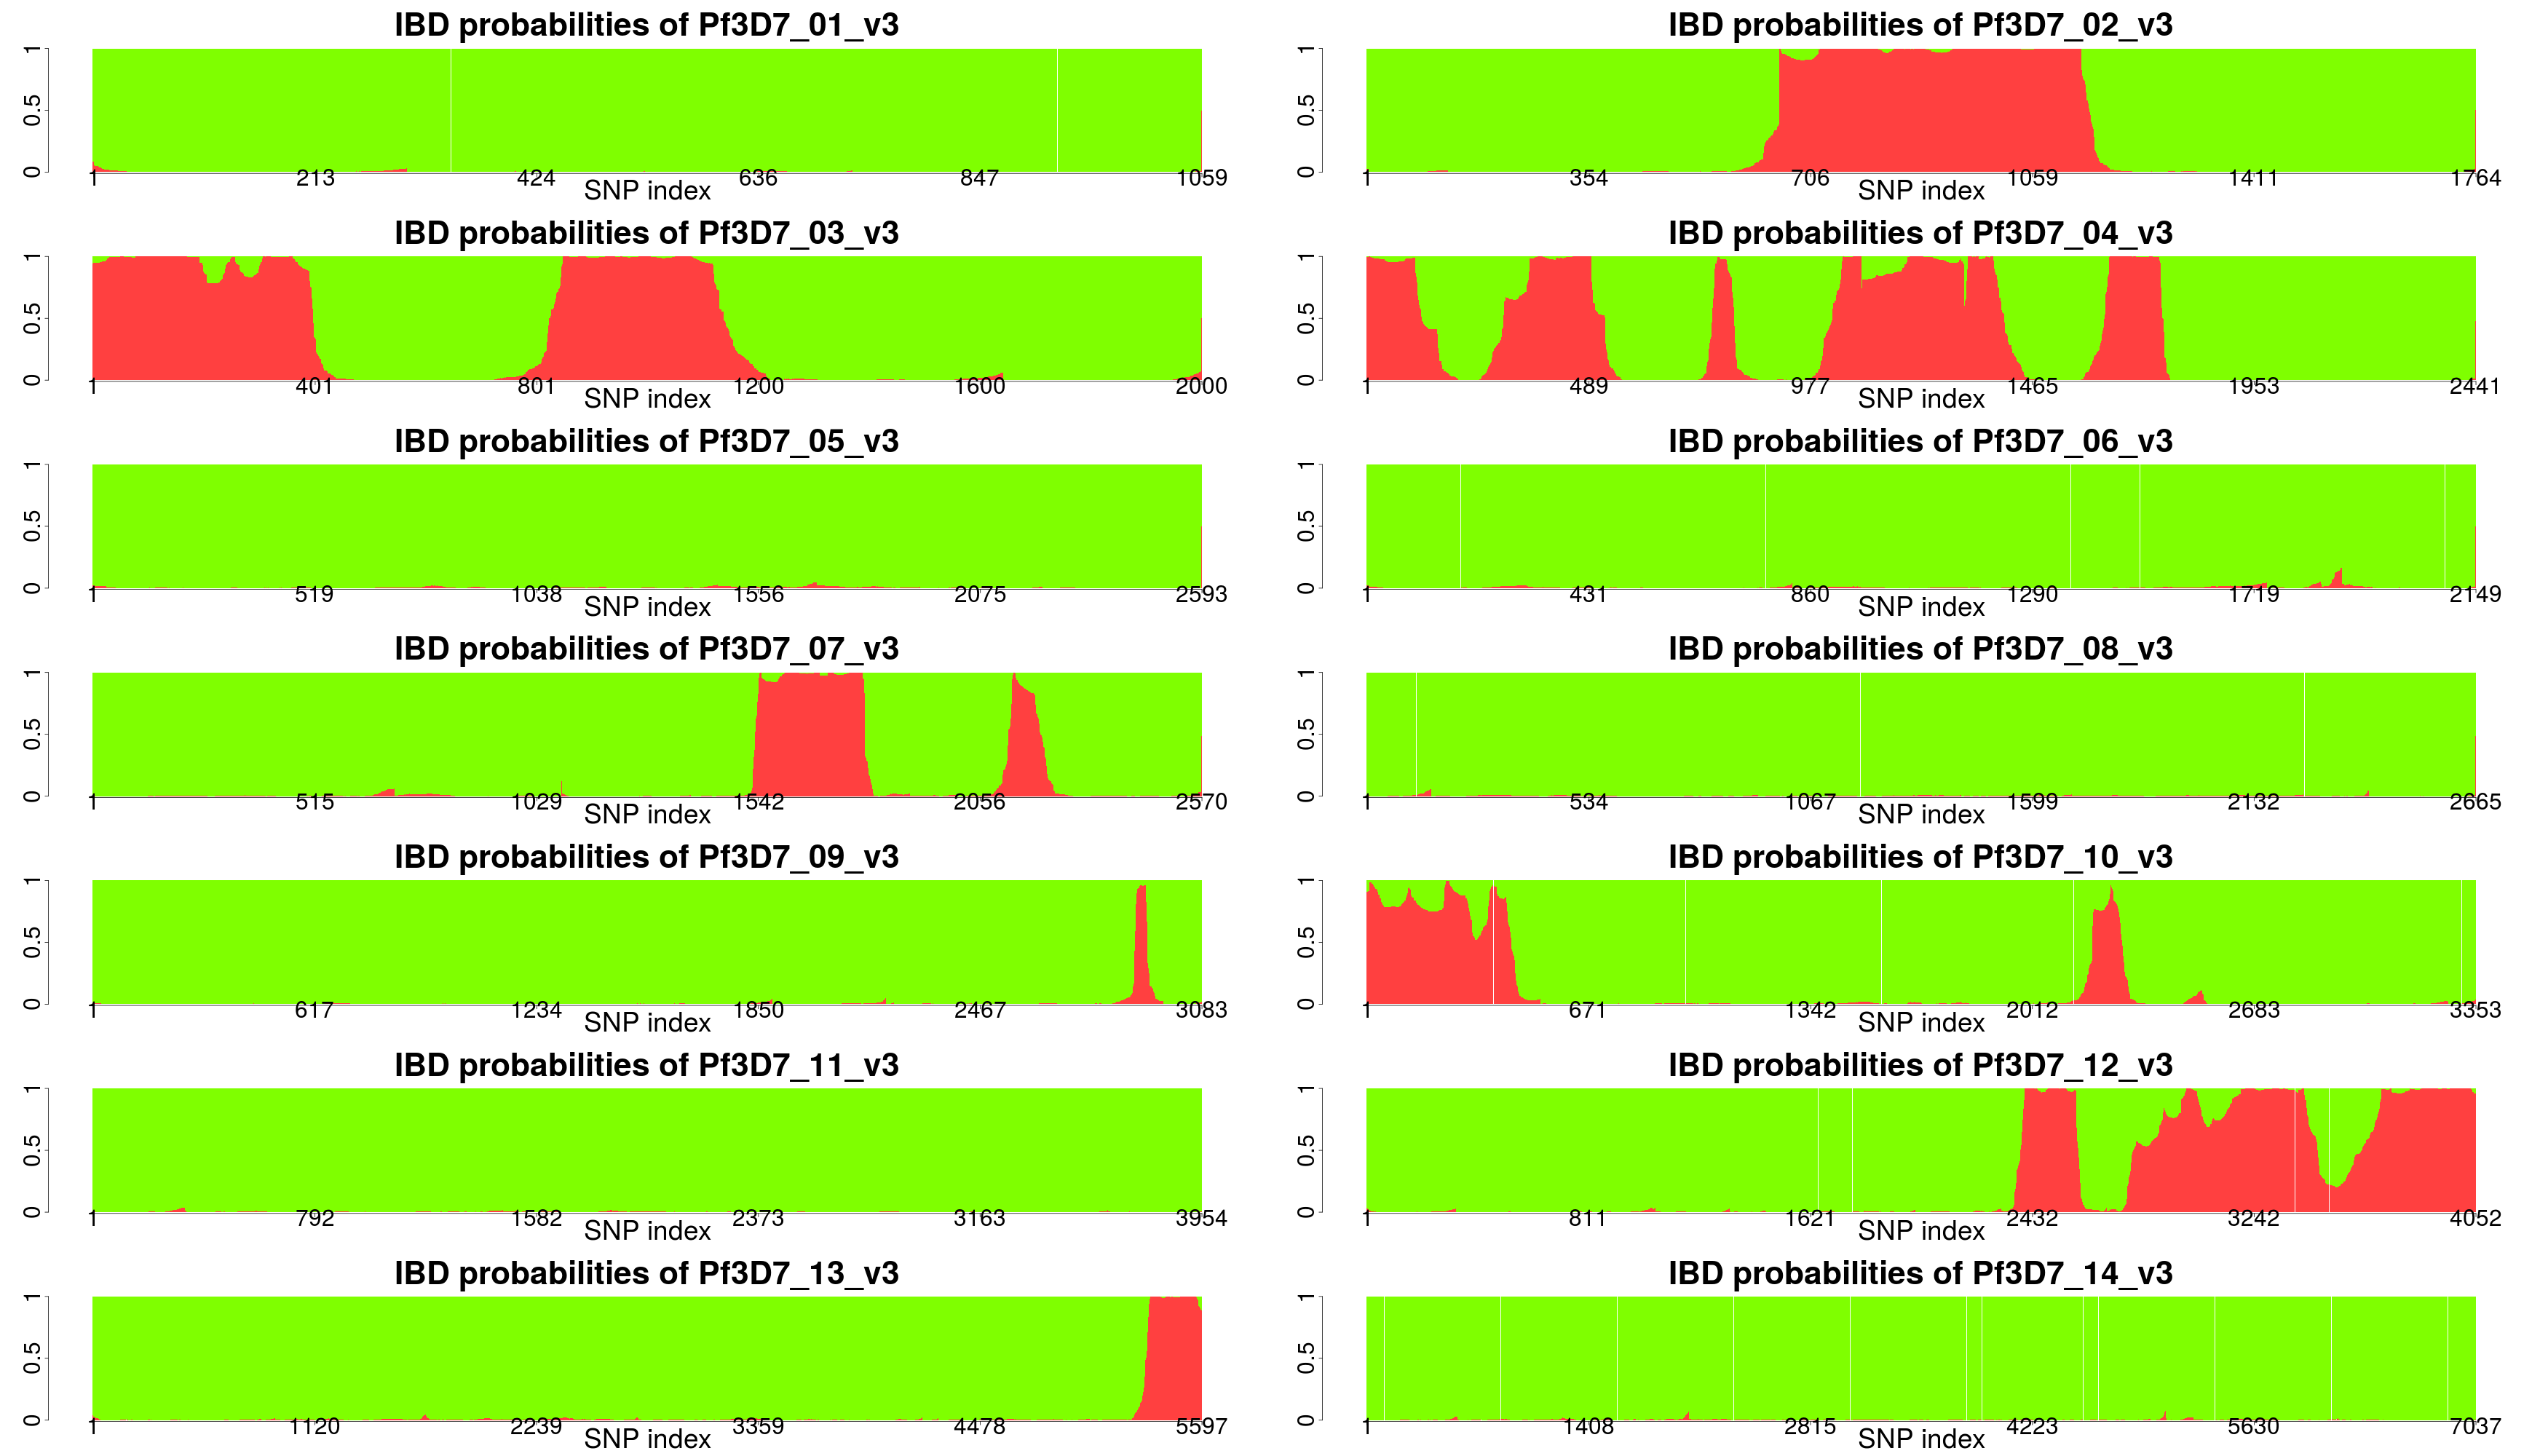 IBD probabilities of Pf3D7_01_v3
0 0.5 1
1 213 424 636 847 1059
SNP index
IBD probabilities of Pf3D7_02_v3
0 0.5 1
1 354 706 1059 1411 1764
SNP index
IBD probabilities of Pf3D7_03_v3
0 0.5 1
1 401 801 1200 1600 2000
SNP index
IBD probabilities of Pf3D7_04_v3
0 0.5 1
1 489 977 1465 1953 2441
SNP index
IBD probabilities of Pf3D7_05_v3
0 0.5 1
1 519 1038 1556 2075 2593
SNP index
IBD probabilities of Pf3D7_06_v3
0 0.5 1
1 431 860 1290 1719 2149
SNP index
IBD probabilities of Pf3D7_07_v3
0 0.5 1
1 515 1029 1542 2056 2570
SNP index
IBD probabilities of Pf3D7_08_v3
0 0.5 1
1 534 1067 1599 2132 2665
SNP index
IBD probabilities of Pf3D7_09_v3
0 0.5 1
1 617 1234 1850 2467 3083
SNP index
IBD probabilities of Pf3D7_10_v3
0 0.5 1
1 671 1342 2012 2683 3353
SNP index
IBD probabilities of Pf3D7_11_v3
0 0.5 1
1 792 1582 2373 3163 3954
SNP index
IBD probabilities of Pf3D7_12_v3
0 0.5 1
1 811 1621 2432 3242 4052
SNP index
IBD probabilities of Pf3D7_13_v3
0 0.5 1
1 1120 2239 3359 4478 5597
SNP index
IBD probabilities of Pf3D7_14_v3
0 0.5 1
1 1408 2815 4223 5630 7037
SNP index